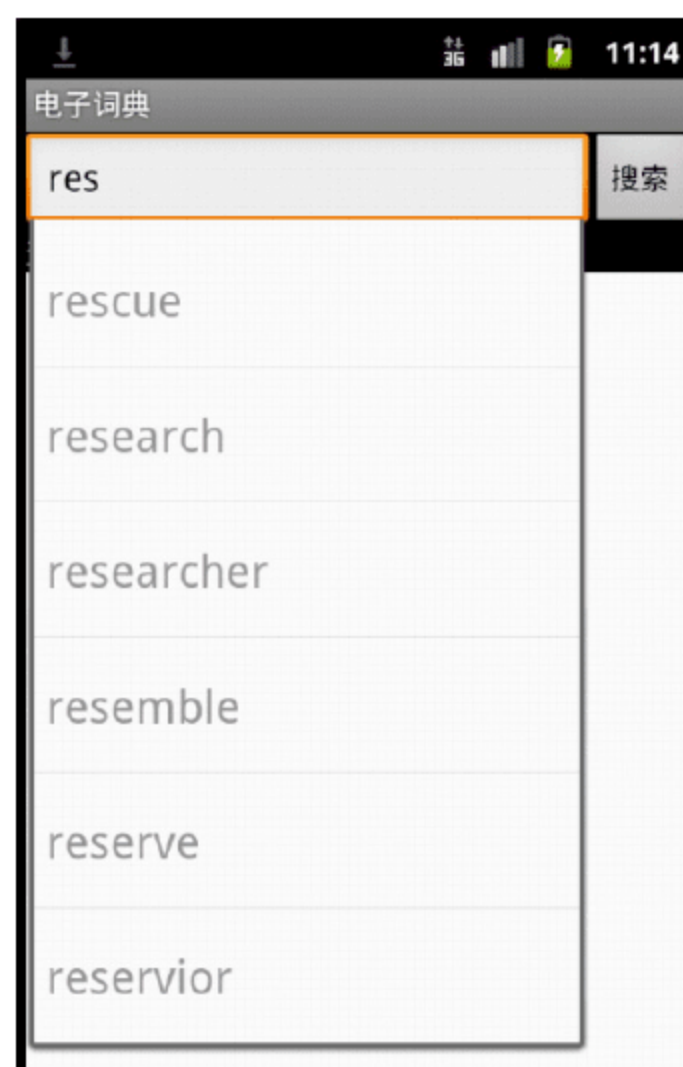 3G 11:14
电子词典
res 搜索
rescue
research
researcher
resemble
reserve
reservior